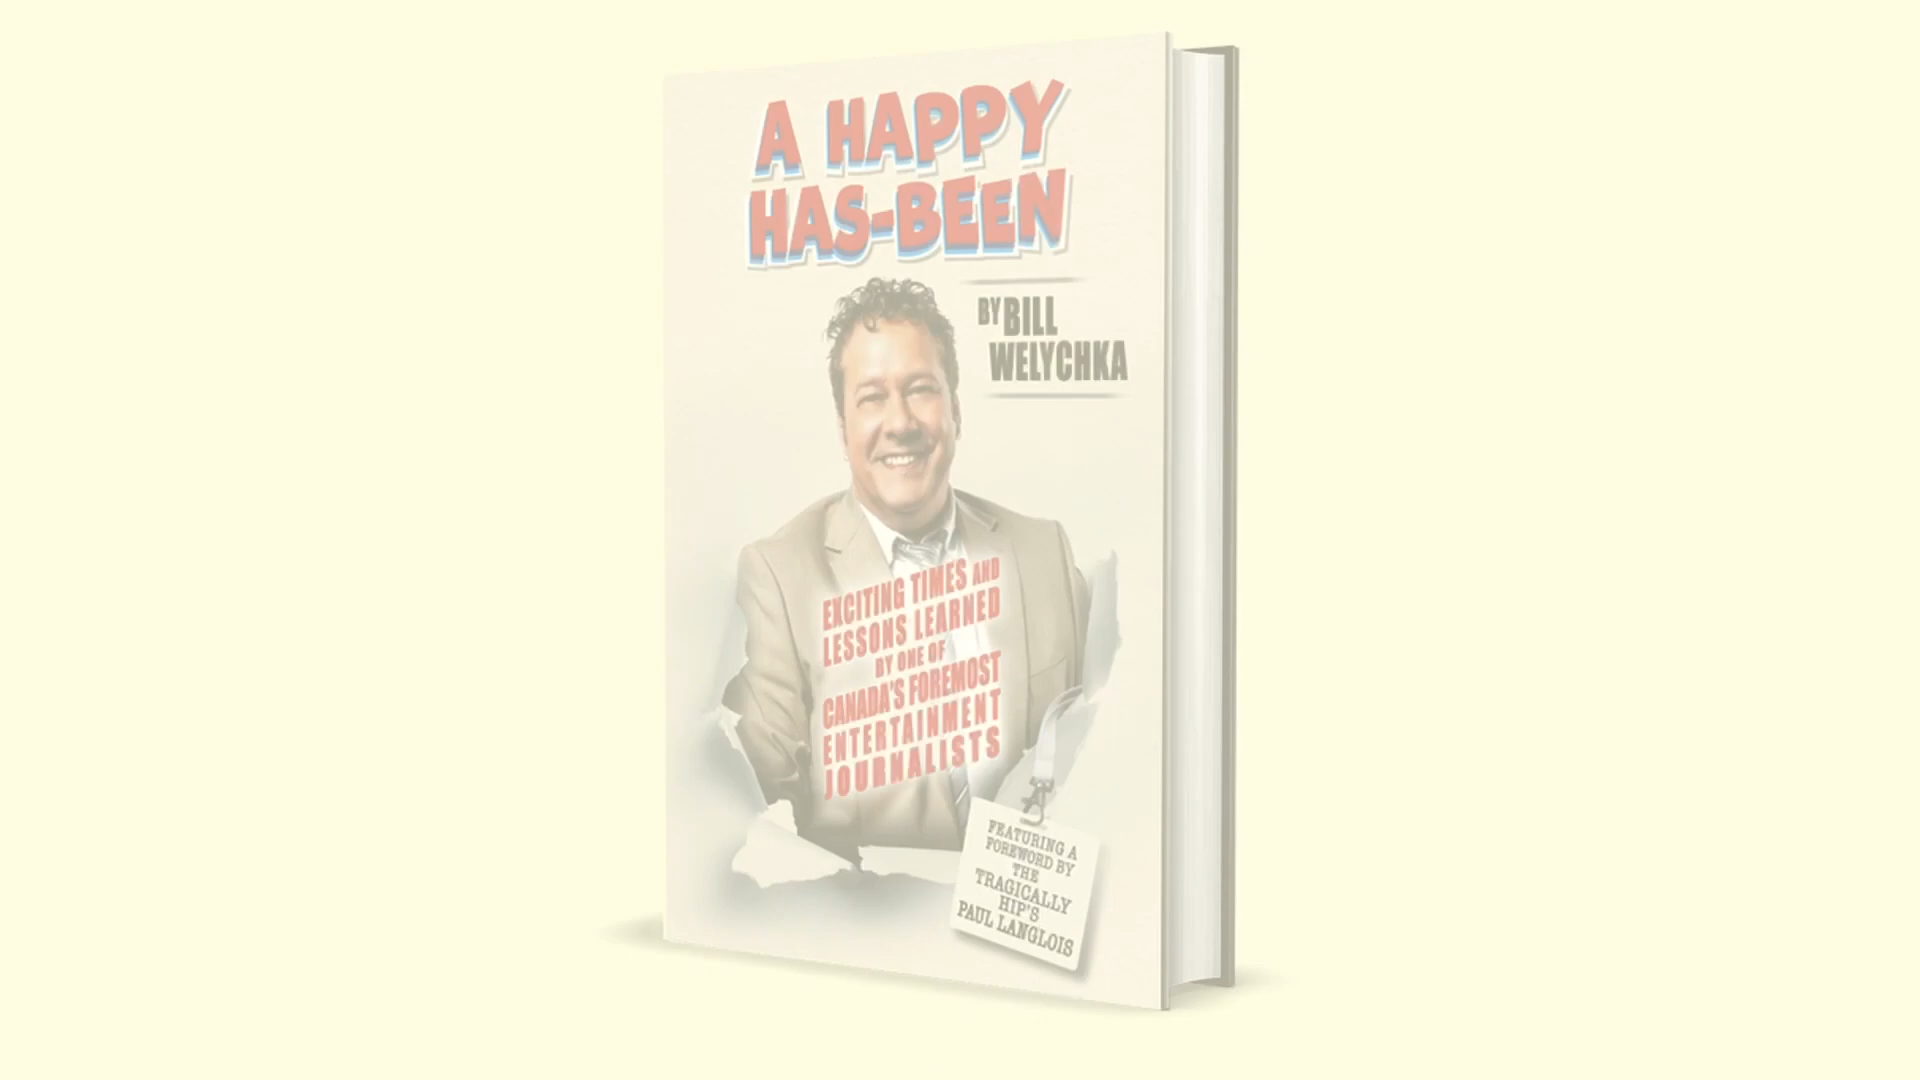 A HAPPY
HAS-BEEN
BY BILL
WELYCHKA
EXCITING TIMES AND
LESSONS LEARNED
BY ONE OF
CANADA'S FOREMOST
ENTERTAINMENT
JOURNALISTS
FEATURING A
FOREWORD BY
THE
TRAGICALLY
HIP'S
PAUL LANGLOIS